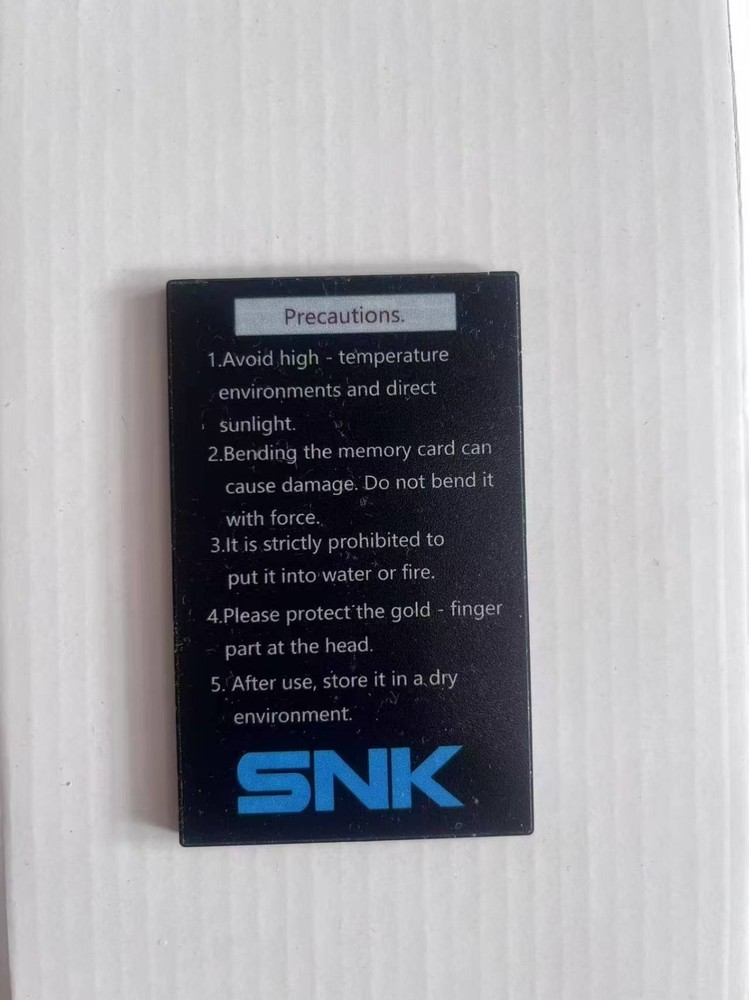 Precautions.
1.Avoid high - temperature
environments and direct
sunlight.
2.Bending the memory card can
cause damage. Do not bend it
with force.
3.It is strictly prohibited to
put it into water or fire.
4.Please protect the gold - finger
part at the head.
5. After use, store it in a dry
environment.
SNK